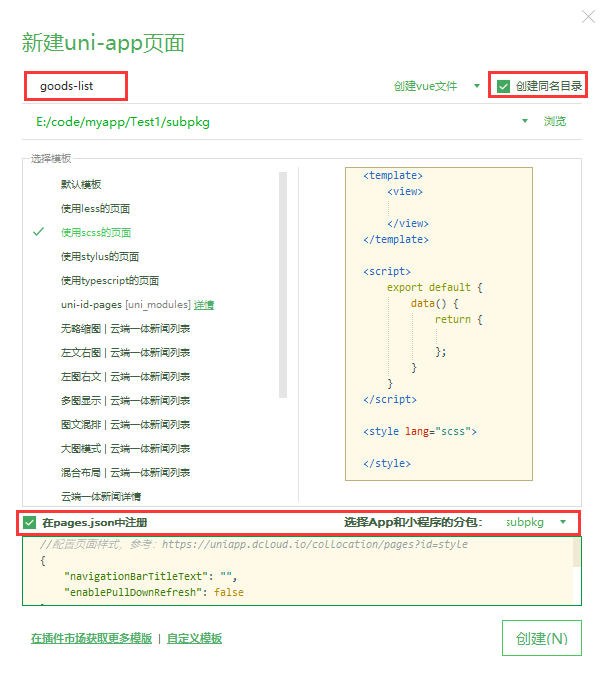 新建uni-app页面
goods-list
创建vue文件
创建同名目录
E:/code/myapp/Test1/subpkg
浏览
选择模板
默认模板
使用less的页面
使用scss的页面
使用stylus的页面
使用typescript的页面
uni-id-pages [uni_modules] 详情
无略缩图 | 云端一体新闻列表
左文右图 | 云端一体新闻列表
左图右文 | 云端一体新闻列表
多图显示 | 云端一体新闻列表
图文混排 | 云端一体新闻列表
大图模式 | 云端一体新闻列表
混合布局 | 云端一体新闻列表
云端一体新闻详情
<template>
<view>
</view>
</template>
<script>
export default {
data() {
return {
};
}
}
</script>
<style lang="scss">
</style>
在pages.json中注册
选择App和小程序的分包：
subpkg
//配置页面样式，参考：https://uniapp.dcloud.io/collocation/pages?id=style
{
"navigationBarTitleText": "",
"enablePullDownRefresh": false
在插件市场获取更多模版 | 自定义模板
创建(N)